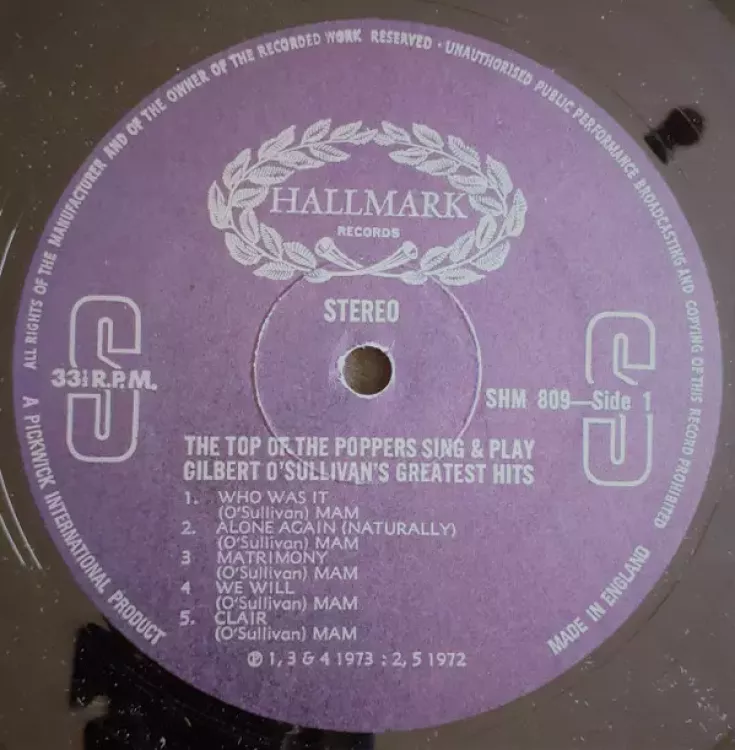 ALL RIGHTS OF THE MANUFACTURER AND OF THE OWNER OF THE RECORDED WORK RESERVED · UNAUTHORISED PUBLIC PERFORMANCE BROADCASTING AND COPYING OF THIS RECORD PROHIBITED
HALLMARK
RECORDS
STEREO
S
33⅓ R.P.M.
S
SHM 809—Side 1
THE TOP OF THE POPPERS SING & PLAY
GILBERT O'SULLIVAN'S GREATEST HITS
1. WHO WAS IT
(O'Sullivan) MAM
2. ALONE AGAIN (NATURALLY)
(O'Sullivan) MAM
3 MATRIMONY
(O'Sullivan) MAM
4 WE WILL
(O'Sullivan) MAM
5. CLAIR
(O'Sullivan) MAM
℗ 1, 3 & 4 1973 : 2, 5 1972
A PICKWICK INTERNATIONAL PRODUCT
MADE IN ENGLAND